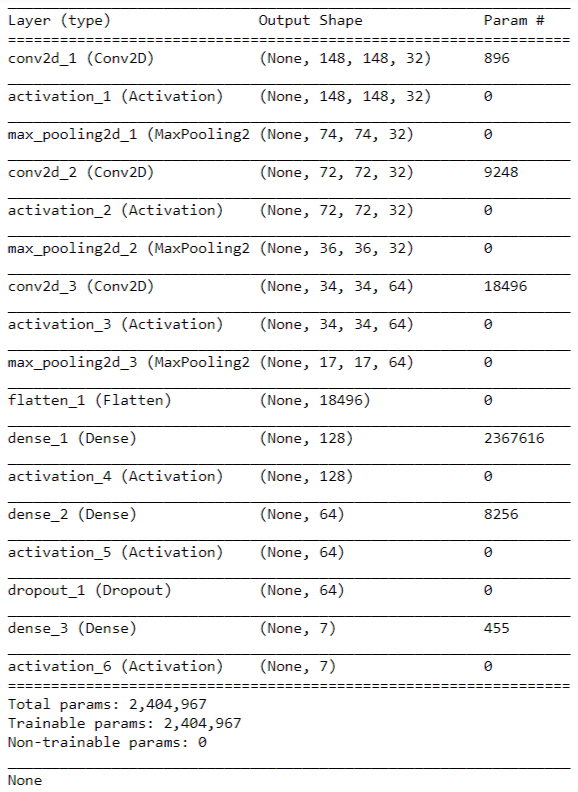 Layer (type)                 Output Shape              Param #
=================================================================
conv2d_1 (Conv2D)            (None, 148, 148, 32)      896
_________________________________________________________________
activation_1 (Activation)    (None, 148, 148, 32)      0
_________________________________________________________________
max_pooling2d_1 (MaxPooling2 (None, 74, 74, 32)        0
_________________________________________________________________
conv2d_2 (Conv2D)            (None, 72, 72, 32)        9248
_________________________________________________________________
activation_2 (Activation)    (None, 72, 72, 32)        0
_________________________________________________________________
max_pooling2d_2 (MaxPooling2 (None, 36, 36, 32)        0
_________________________________________________________________
conv2d_3 (Conv2D)            (None, 34, 34, 64)        18496
_________________________________________________________________
activation_3 (Activation)    (None, 34, 34, 64)        0
_________________________________________________________________
max_pooling2d_3 (MaxPooling2 (None, 17, 17, 64)        0
_________________________________________________________________
flatten_1 (Flatten)          (None, 18496)             0
_________________________________________________________________
dense_1 (Dense)              (None, 128)               2367616
_________________________________________________________________
activation_4 (Activation)    (None, 128)               0
_________________________________________________________________
dense_2 (Dense)              (None, 64)                8256
_________________________________________________________________
activation_5 (Activation)    (None, 64)                0
_________________________________________________________________
dropout_1 (Dropout)          (None, 64)                0
_________________________________________________________________
dense_3 (Dense)              (None, 7)                 455
_________________________________________________________________
activation_6 (Activation)    (None, 7)                 0
=================================================================
Total params: 2,404,967
Trainable params: 2,404,967
Non-trainable params: 0
_________________________________________________________________
None